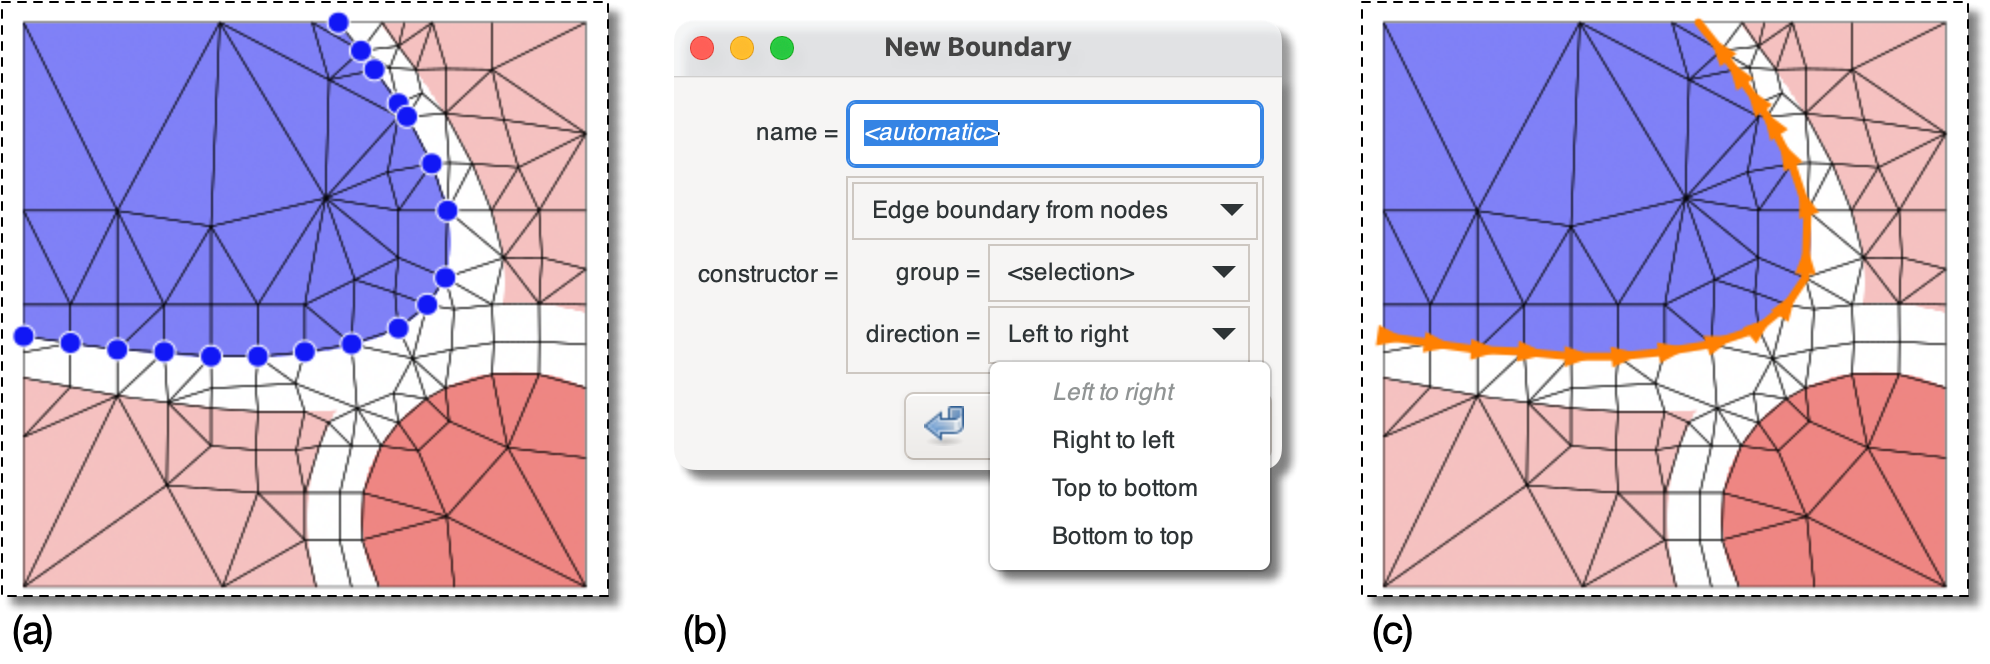 New Boundary
name = <automatic>
Edge boundary from nodes
constructor =
group = <selection>
direction = Left to right
Left to right
Right to left
Top to bottom
Bottom to top
(a)
(b)
(c)